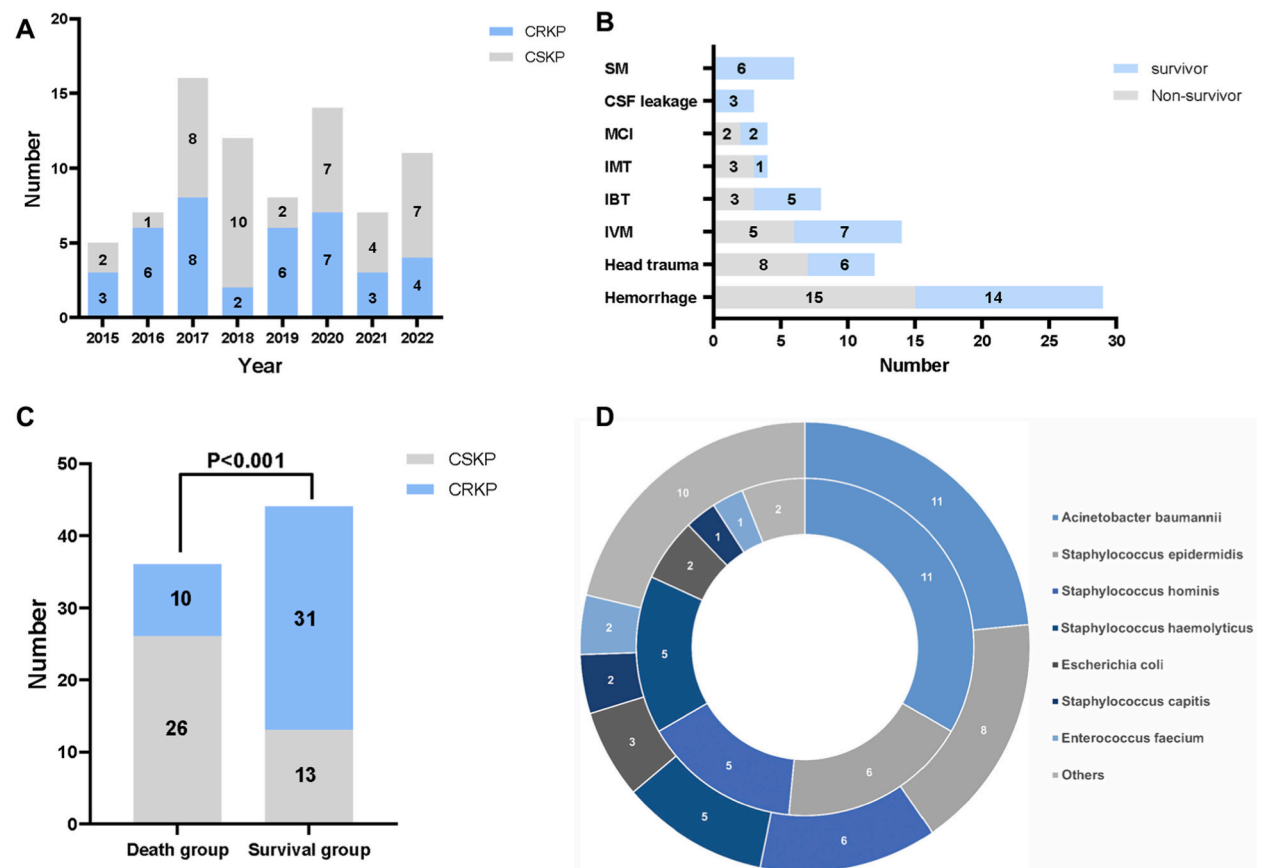 A
20
15
10
5
0
Number
2 3
1 6
8 8
10 2
2 6
7 7
4 3
7 4
2015 2016 2017 2018 2019 2020 2021 2022
Year
CRKP
CSKP
B
SM 6
CSF leakage 3
MCI 2 2
IMT 3 1
IBT 3 5
IVM 5 7
Head trauma 8 6
Hemorrhage 15 14
0 5 10 15 20 25 30
Number
survivor
Non-survivor
C
P<0.001
50
40
30
20
10
0
Number
10
26
31
13
Death group Survival group
CSKP
CRKP
D
11
8
6
5
3
2
2
10
11
6
5
5
2
1
1
2
Acinetobacter baumannii
Staphylococcus epidermidis
Staphylococcus hominis
Staphylococcus haemolyticus
Escherichia coli
Staphylococcus capitis
Enterococcus faecium
Others